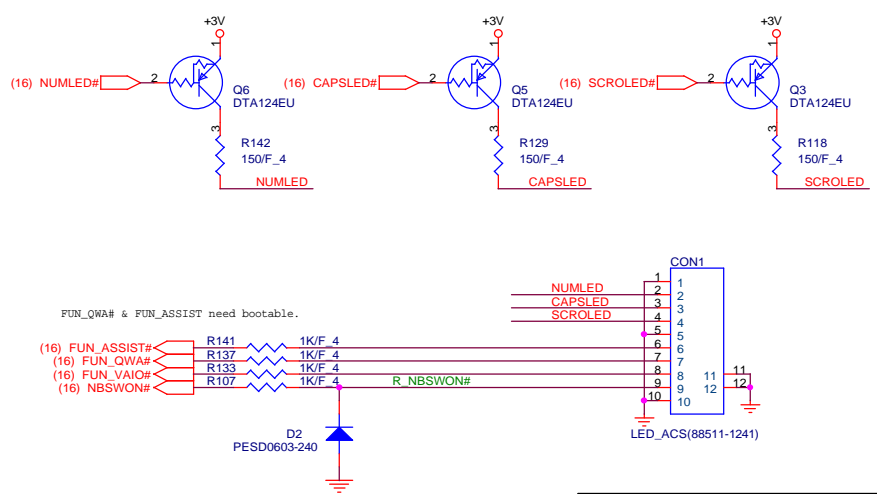 +3V +3V +3V
1 1 1
(16) NUMLED# 2 (16) CAPSLED# 2 (16) SCROLED# 2
Q6 Q5 Q3
DTA124EU DTA124EU DTA124EU
3 3 3
R142 R129 R118
150/F_4 150/F_4 150/F_4
NUMLED CAPSLED SCROLED
CON1
1 1
NUMLED 2 2
CAPSLED 3 3
SCROLED 4 4
FUN_QWA# & FUN_ASSIST need bootable.
5 5
(16) FUN_ASSIST# R141 1K/F_4 6 6
(16) FUN_QWA# R137 1K/F_4 7 7
(16) FUN_VAIO# R133 1K/F_4 8 8 11 11
(16) NBSWON# R107 1K/F_4 R_NBSWON# 9 9 12 12
10 10
D2
PESD0603-240
LED_ACS(88511-1241)